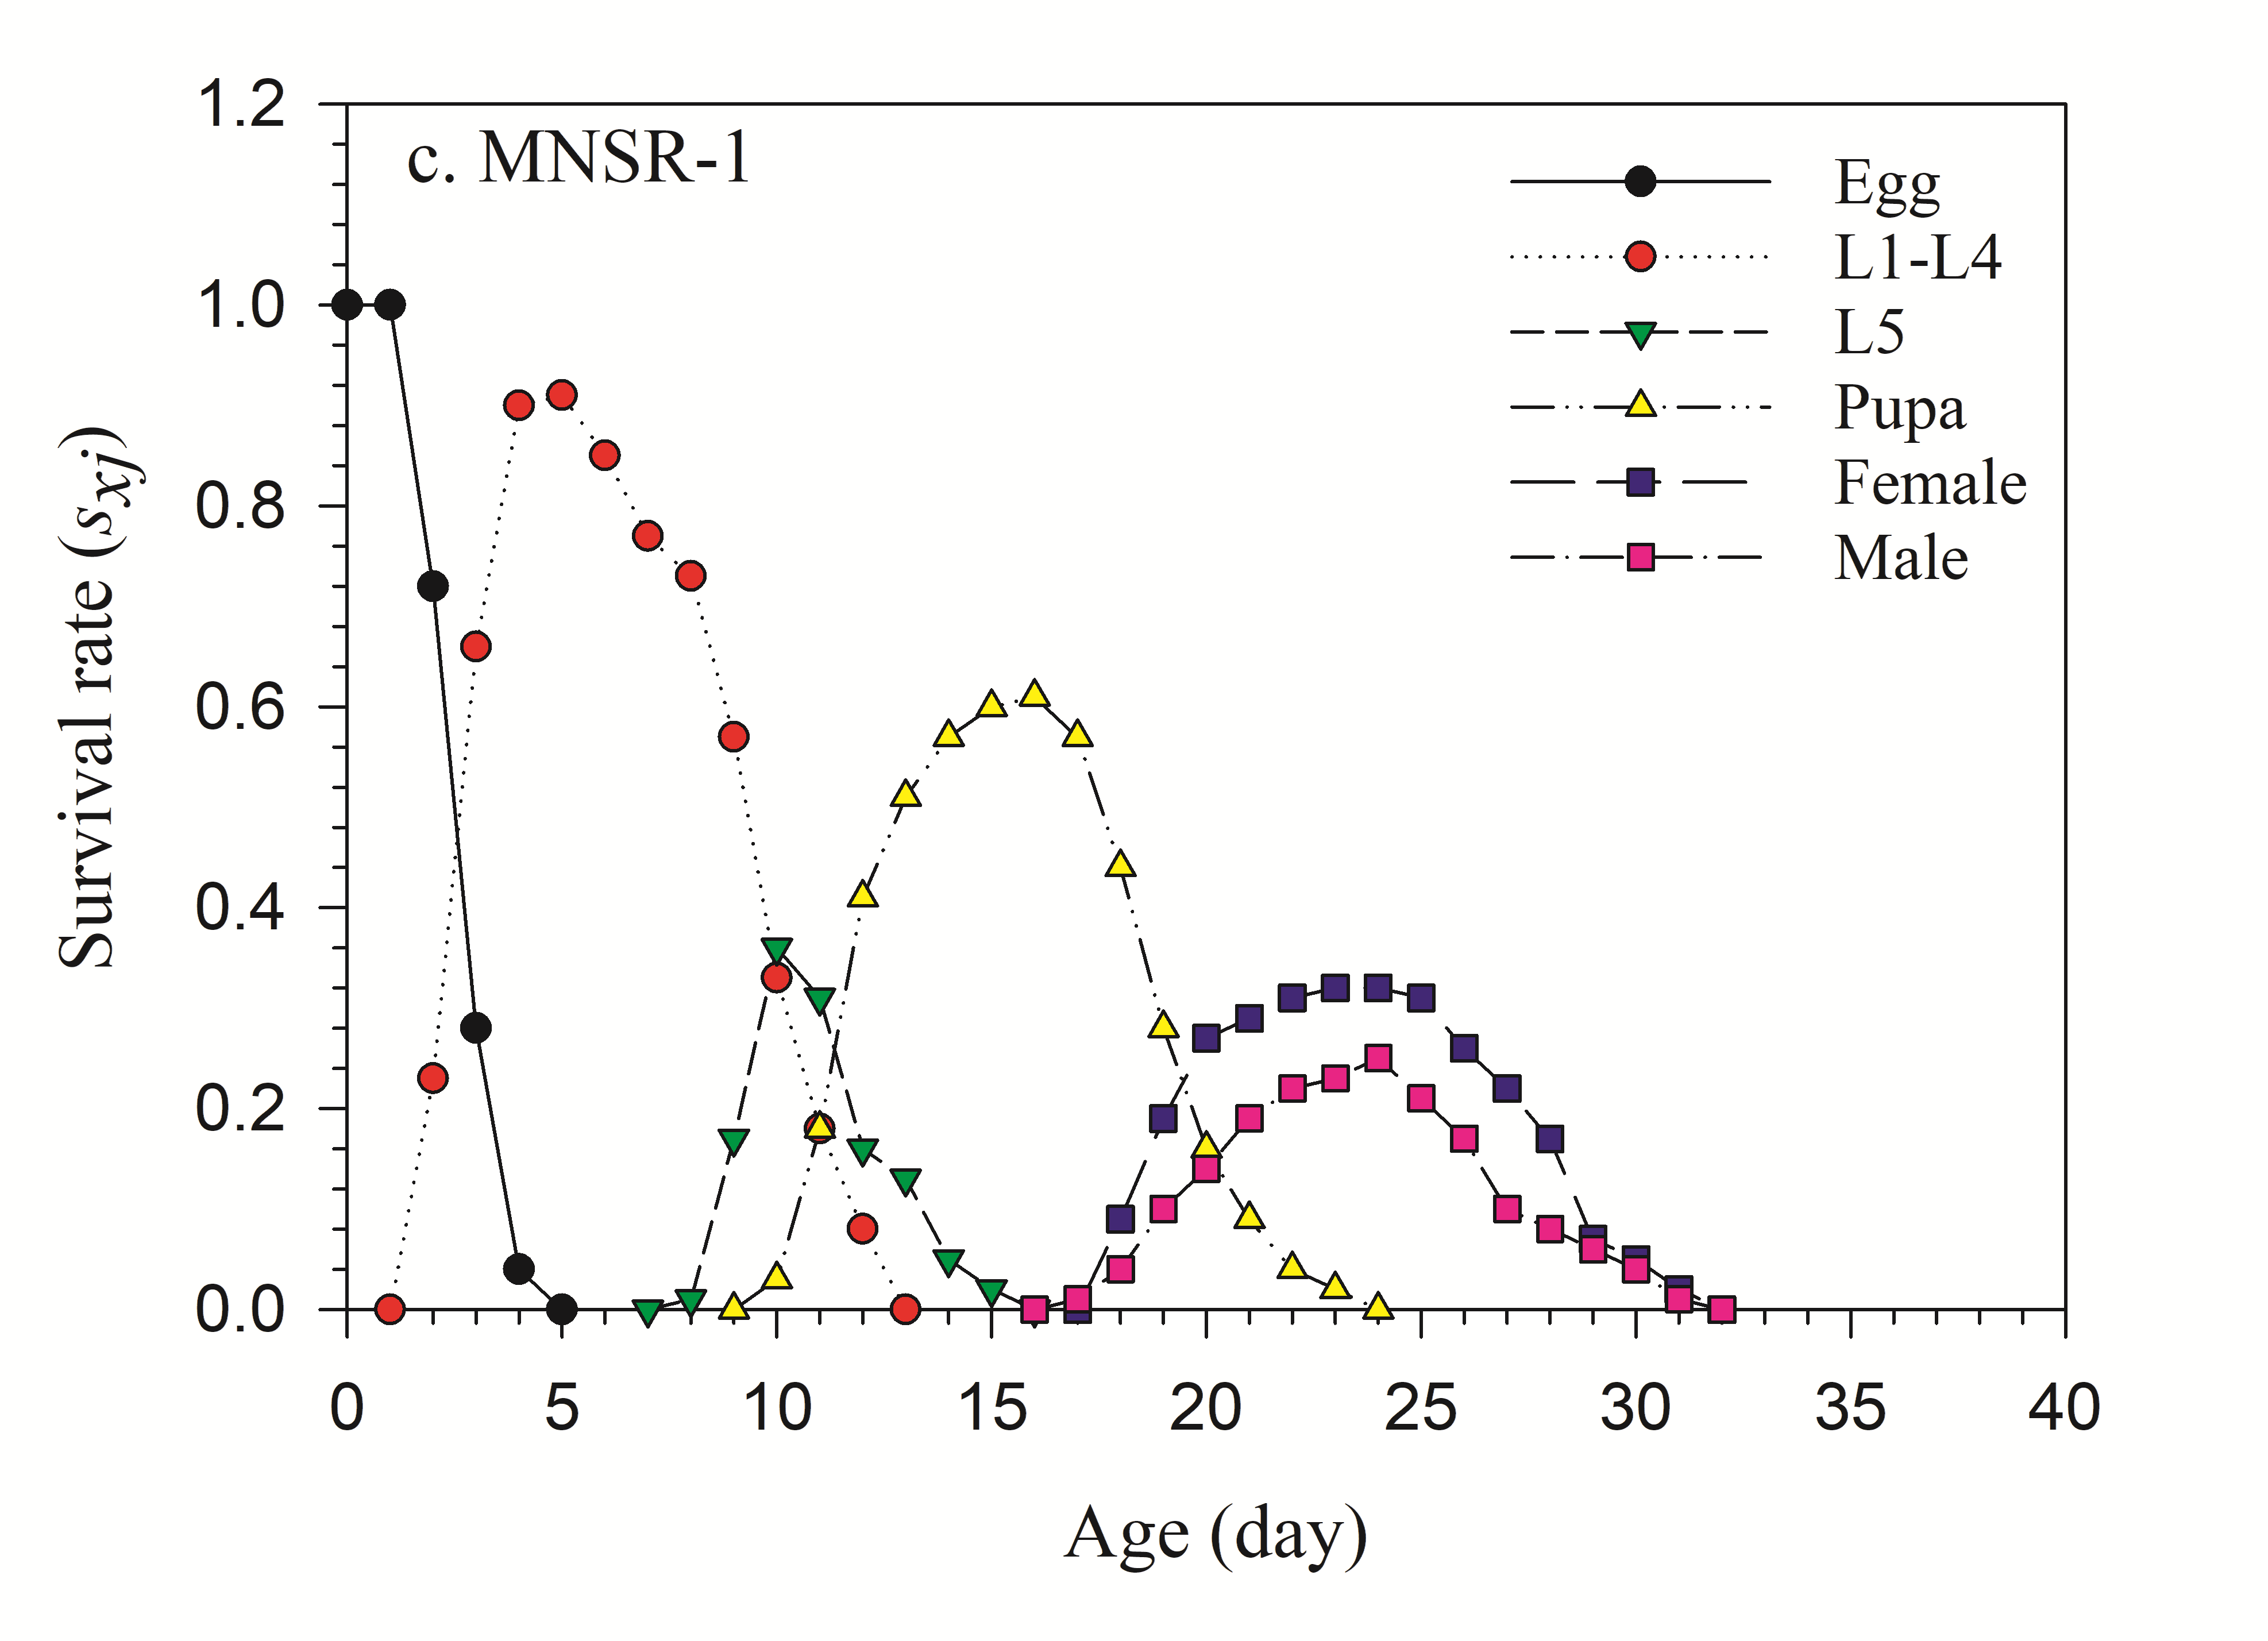 c. MNSR-1
Egg
L1-L4
L5
Pupa
Female
Male
Survival rate (sxj)
1.2
1.0
0.8
0.6
0.4
0.2
0.0
0 5 10 15 20 25 30 35 40
Age (day)